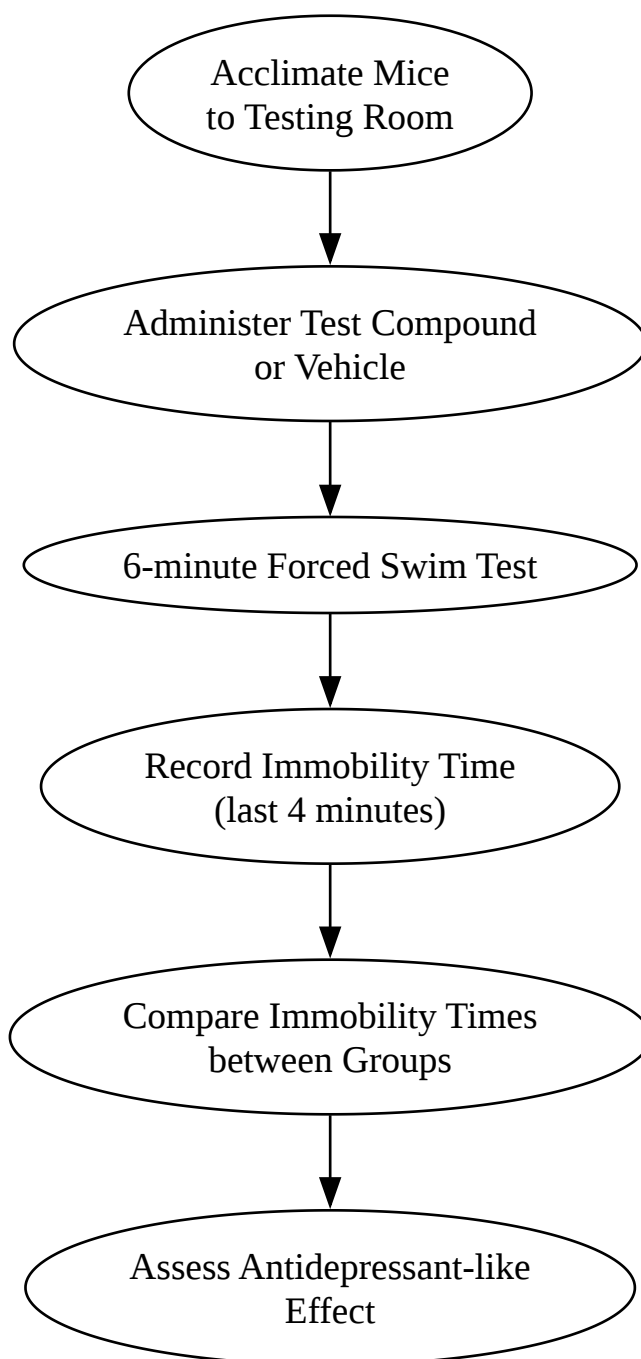 Acclimate Mice
to Testing Room
Administer Test Compound
or Vehicle
6-minute Forced Swim Test
Record Immobility Time
(last 4 minutes)
Compare Immobility Times
between Groups
Assess Antidepressant-like
Effect